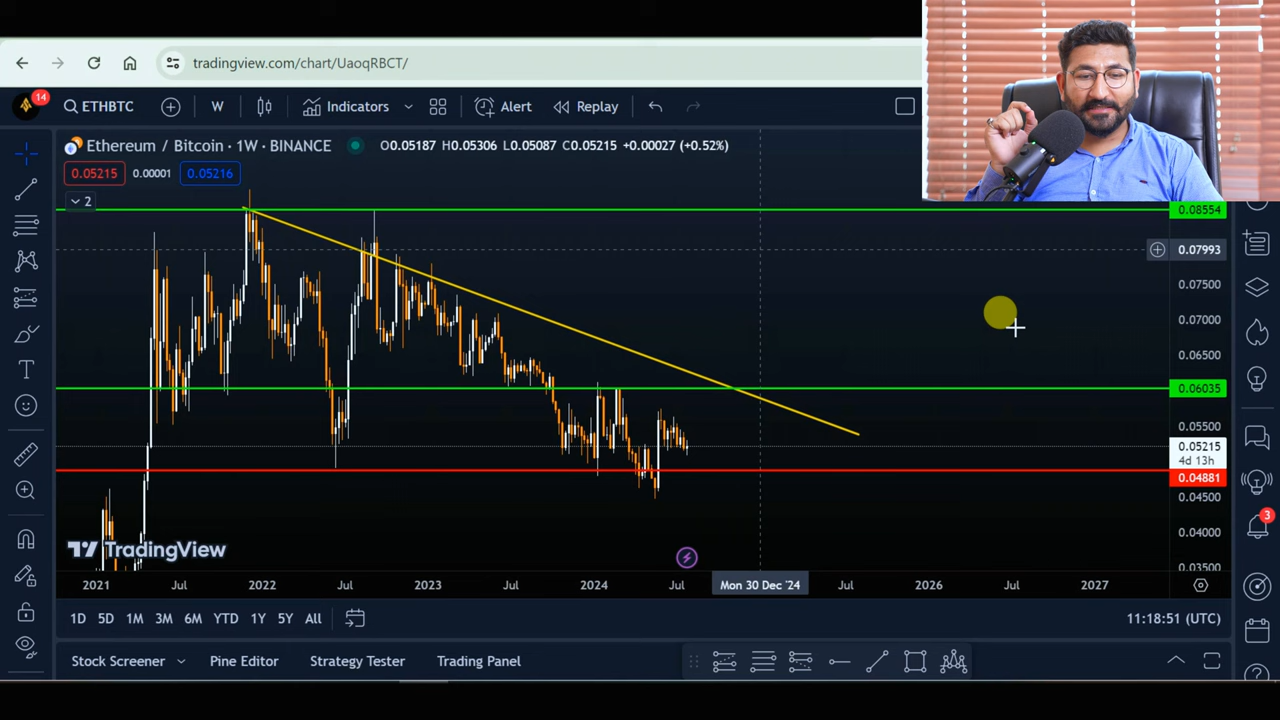 tradingview.com/chart/UaoqRBCT/
14
ETHBTC
W
Indicators
Alert
Replay
Ethereum / Bitcoin · 1W · BINANCE
O0.05187 H0.05306 L0.05087 C0.05215 +0.00027 (+0.52%)
0.05215
0.00001
0.05216
2
0.08554
0.07993
0.07500
0.07000
0.06500
0.06035
0.05500
0.05215
4d 13h
0.04881
0.04500
0.04000
0.03500
TradingView
3
2021
Jul
2022
Jul
2023
Jul
2024
Jul
Mon 30 Dec '24
Jul
2026
Jul
2027
1D 5D 1M 3M 6M YTD 1Y 5Y All
11:18:51 (UTC)
Stock Screener
Pine Editor
Strategy Tester
Trading Panel